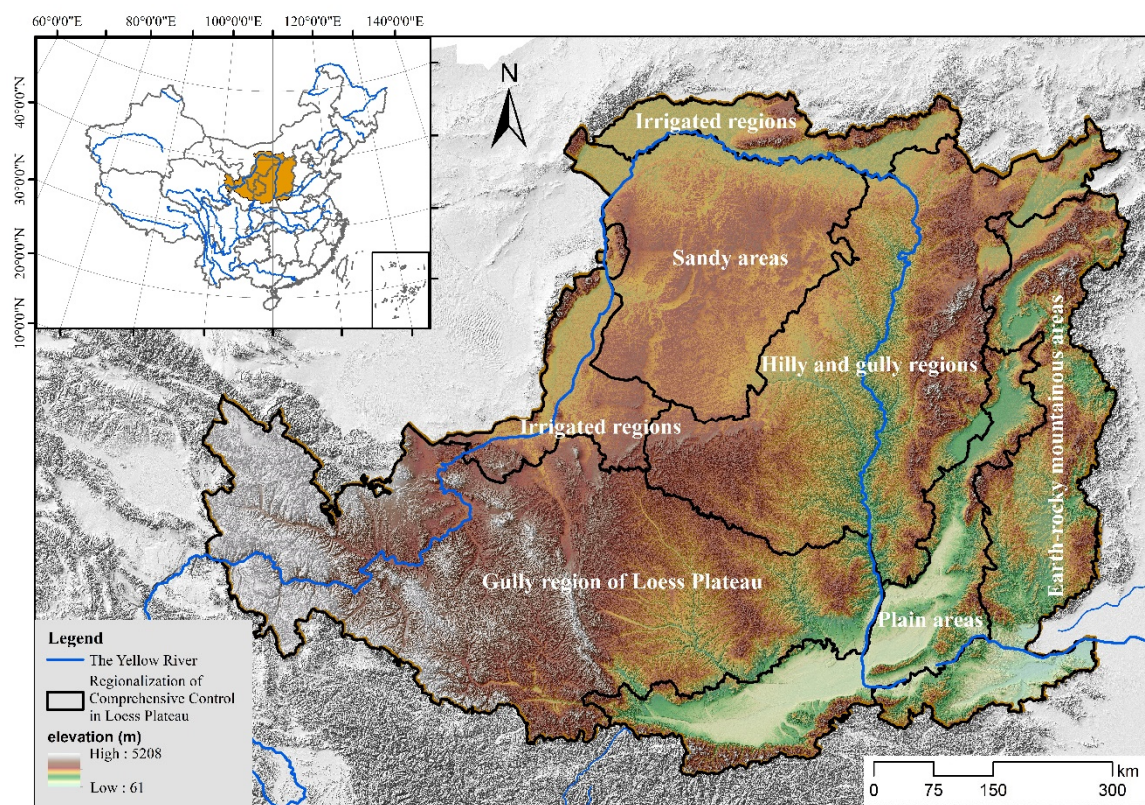 60°0'0"E
80°0'0"E
100°0'0"E
120°0'0"E
140°0'0"E
40°0'0"N
30°0'0"N
20°0'0"N
10°0'0"N
N
Irrigated regions
Sandy areas
Hilly and gully regions
Earth-rocky mountainous areas
Irrigated regions
Gully region of Loess Plateau
Plain areas
Legend
The Yellow River
Regionalization of
Comprehensive Control
in Loess Plateau
elevation (m)
High : 5208
Low : 61
km
0 75 150 300